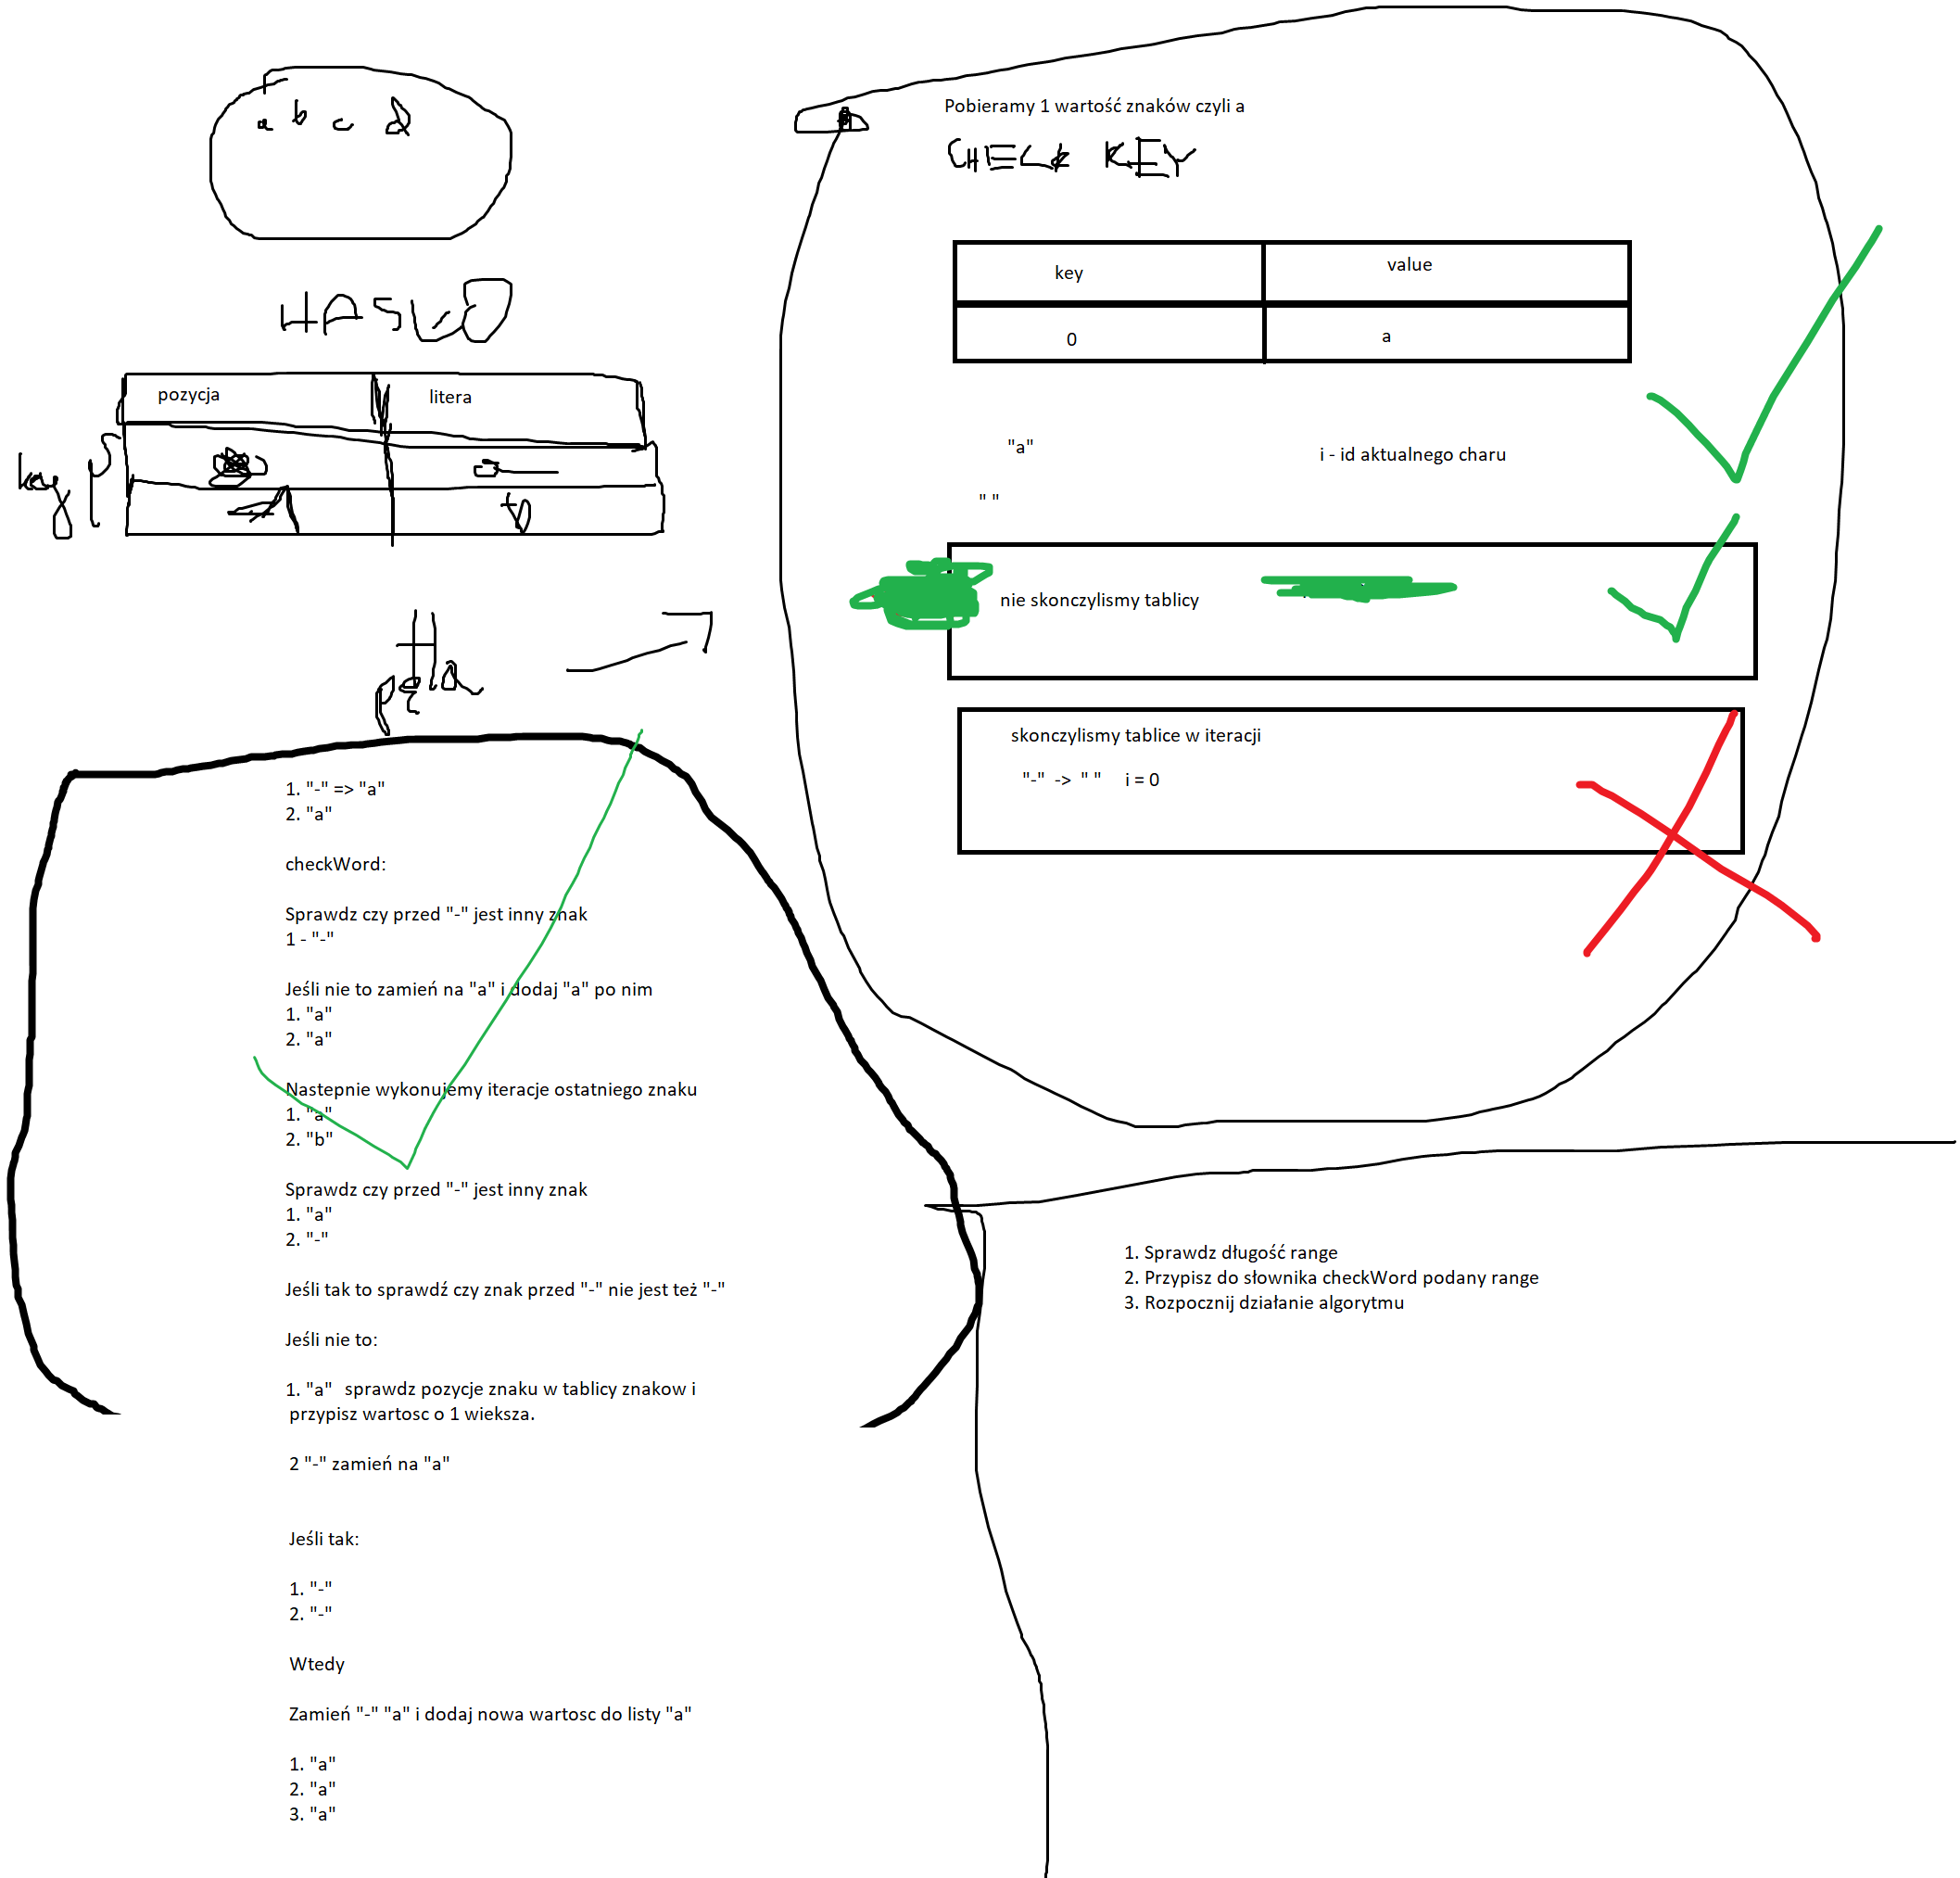 a b c d
HASŁO
pozycja litera
key
pętla
1. "-" => "a"
2. "a"
checkWord:
Sprawdz czy przed "-" jest inny znak
1 - "-"
Jeśli nie to zamień na "a" i dodaj "a" po nim
1. "a"
2. "a"
Nastepnie wykonujemy iteracje ostatniego znaku
1. "a"
2. "b"
Sprawdz czy przed "-" jest inny znak
1. "a"
2. "-"
Jeśli tak to sprawdź czy znak przed "-" nie jest też "-"
Jeśli nie to:
1. "a" sprawdz pozycje znaku w tablicy znakow i
przypisz wartosc o 1 wieksza.
2 "-" zamień na "a"
Jeśli tak:
1. "-"
2. "-"
Wtedy
Zamień "-" "a" i dodaj nowa wartosc do listy "a"
1. "a"
2. "a"
3. "a"
Pobieramy 1 wartość znaków czyli a
CHECK KEY
key value
0 a
"a" i - id aktualnego charu
" "
nie skonczylismy tablicy
skonczylismy tablice w iteracji
"-" -> " " i = 0
1. Sprawdz długość range
2. Przypisz do słownika checkWord podany range
3. Rozpocznij działanie algorytmu